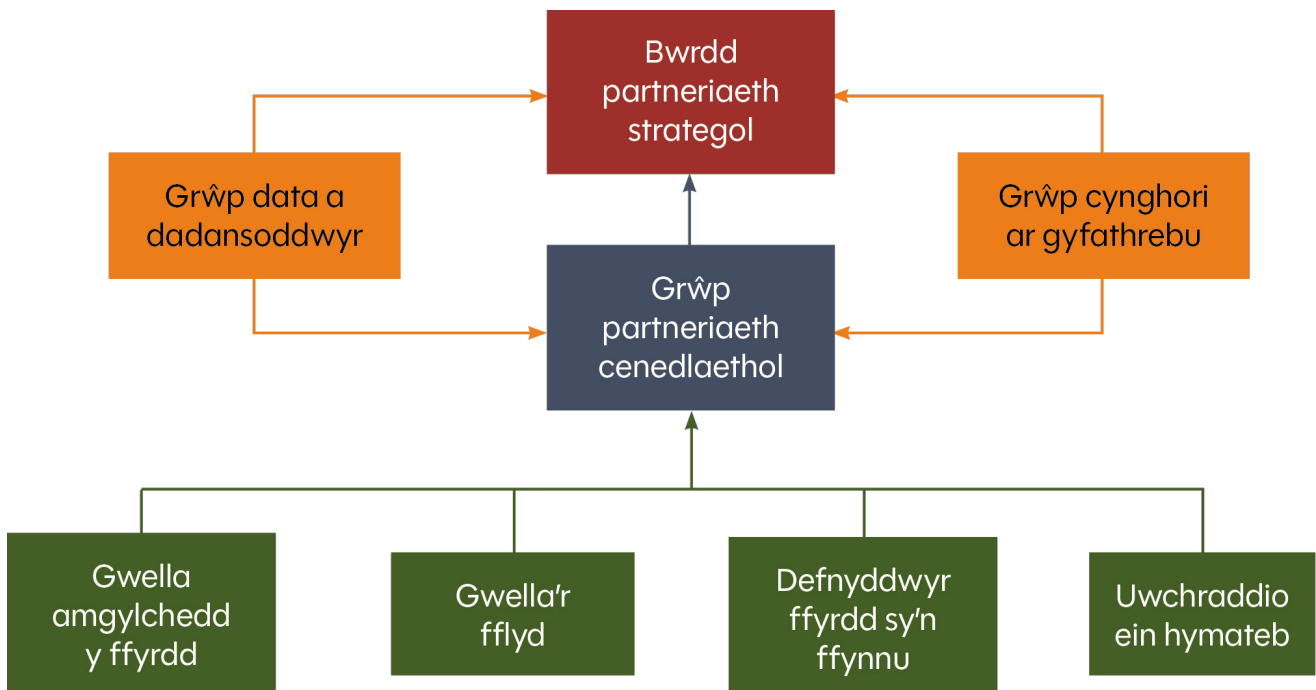 Bwrdd
partneriaeth
strategol
Grŵp data a
dadansoddwyr
Grŵp cynghori
ar gyfathrebu
Grŵp
partneriaeth
cenedlaethol
Gwella
amgylchedd
y ffyrdd
Gwella'r
fflyd
Defnyddwyr
ffyrdd sy'n
ffynnu
Uwchraddio
ein hymateb